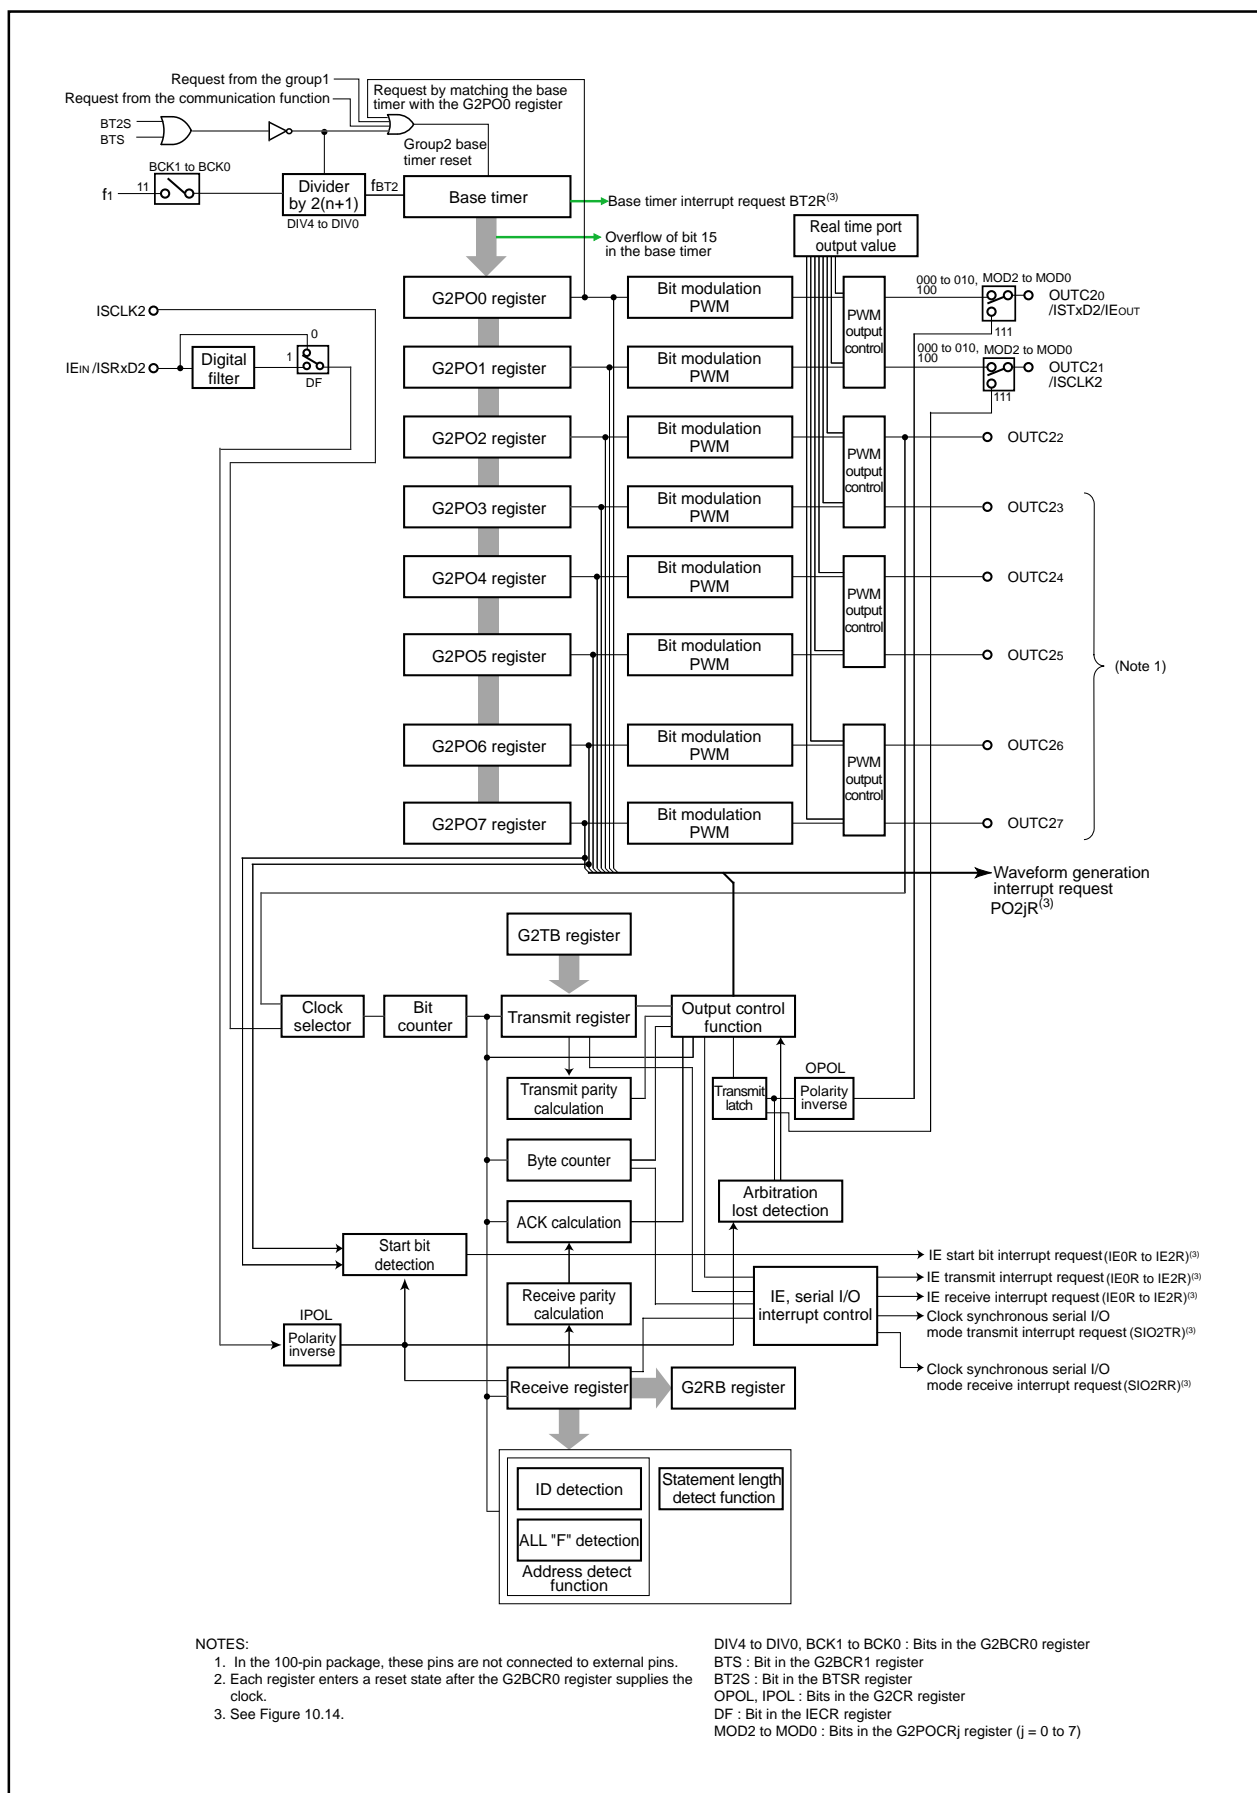 Request from the group1
Request from the communication function
Request by matching the base
timer with the G2PO0 register
BT2S
BTS
Group2 base
timer reset
BCK1 to BCK0
f1
11
Divider
by 2(n+1)
DIV4 to DIV0
fBT2
Base timer
Base timer interrupt request BT2R(3)
Overflow of bit 15
in the base timer
Real time port
output value
G2PO0 register
Bit modulation
PWM
PWM
output
control
000 to 010,
100
MOD2 to MOD0
111
OUTC20
/ISTxD2/IEOUT
ISCLK2
IEIN/ISRxD2
Digital
filter
0
1
DF
G2PO1 register
Bit modulation
PWM
000 to 010,
100
MOD2 to MOD0
111
OUTC21
/ISCLK2
G2PO2 register
Bit modulation
PWM
PWM
output
control
OUTC22
G2PO3 register
Bit modulation
PWM
OUTC23
G2PO4 register
Bit modulation
PWM
PWM
output
control
OUTC24
G2PO5 register
Bit modulation
PWM
OUTC25
(Note 1)
G2PO6 register
Bit modulation
PWM
PWM
output
control
OUTC26
G2PO7 register
Bit modulation
PWM
OUTC27
Waveform generation
interrupt request
PO2jR(3)
G2TB register
Clock
selector
Bit
counter
Transmit register
Output control
function
Transmit parity
calculation
Transmit
latch
OPOL
Polarity
inverse
Byte counter
Arbitration
lost detection
ACK calculation
Start bit
detection
IE start bit interrupt request (IE0R to IE2R)(3)
IE transmit interrupt request (IE0R to IE2R)(3)
IE receive interrupt request (IE0R to IE2R)(3)
Clock synchronous serial I/O
mode transmit interrupt request (SIO2TR)(3)
Clock synchronous serial I/O
mode receive interrupt request (SIO2RR)(3)
IE, serial I/O
interrupt control
Receive parity
calculation
IPOL
Polarity
inverse
Receive register
G2RB register
ID detection
ALL "F" detection
Address detect
function
Statement length
detect function
NOTES:
1. In the 100-pin package, these pins are not connected to external pins.
2. Each register enters a reset state after the G2BCR0 register supplies the
clock.
3. See Figure 10.14.
DIV4 to DIV0, BCK1 to BCK0 : Bits in the G2BCR0 register
BTS : Bit in the G2BCR1 register
BT2S : Bit in the BTSR register
OPOL, IPOL : Bits in the G2CR register
DF : Bit in the IECR register
MOD2 to MOD0 : Bits in the G2POCRj register (j = 0 to 7)